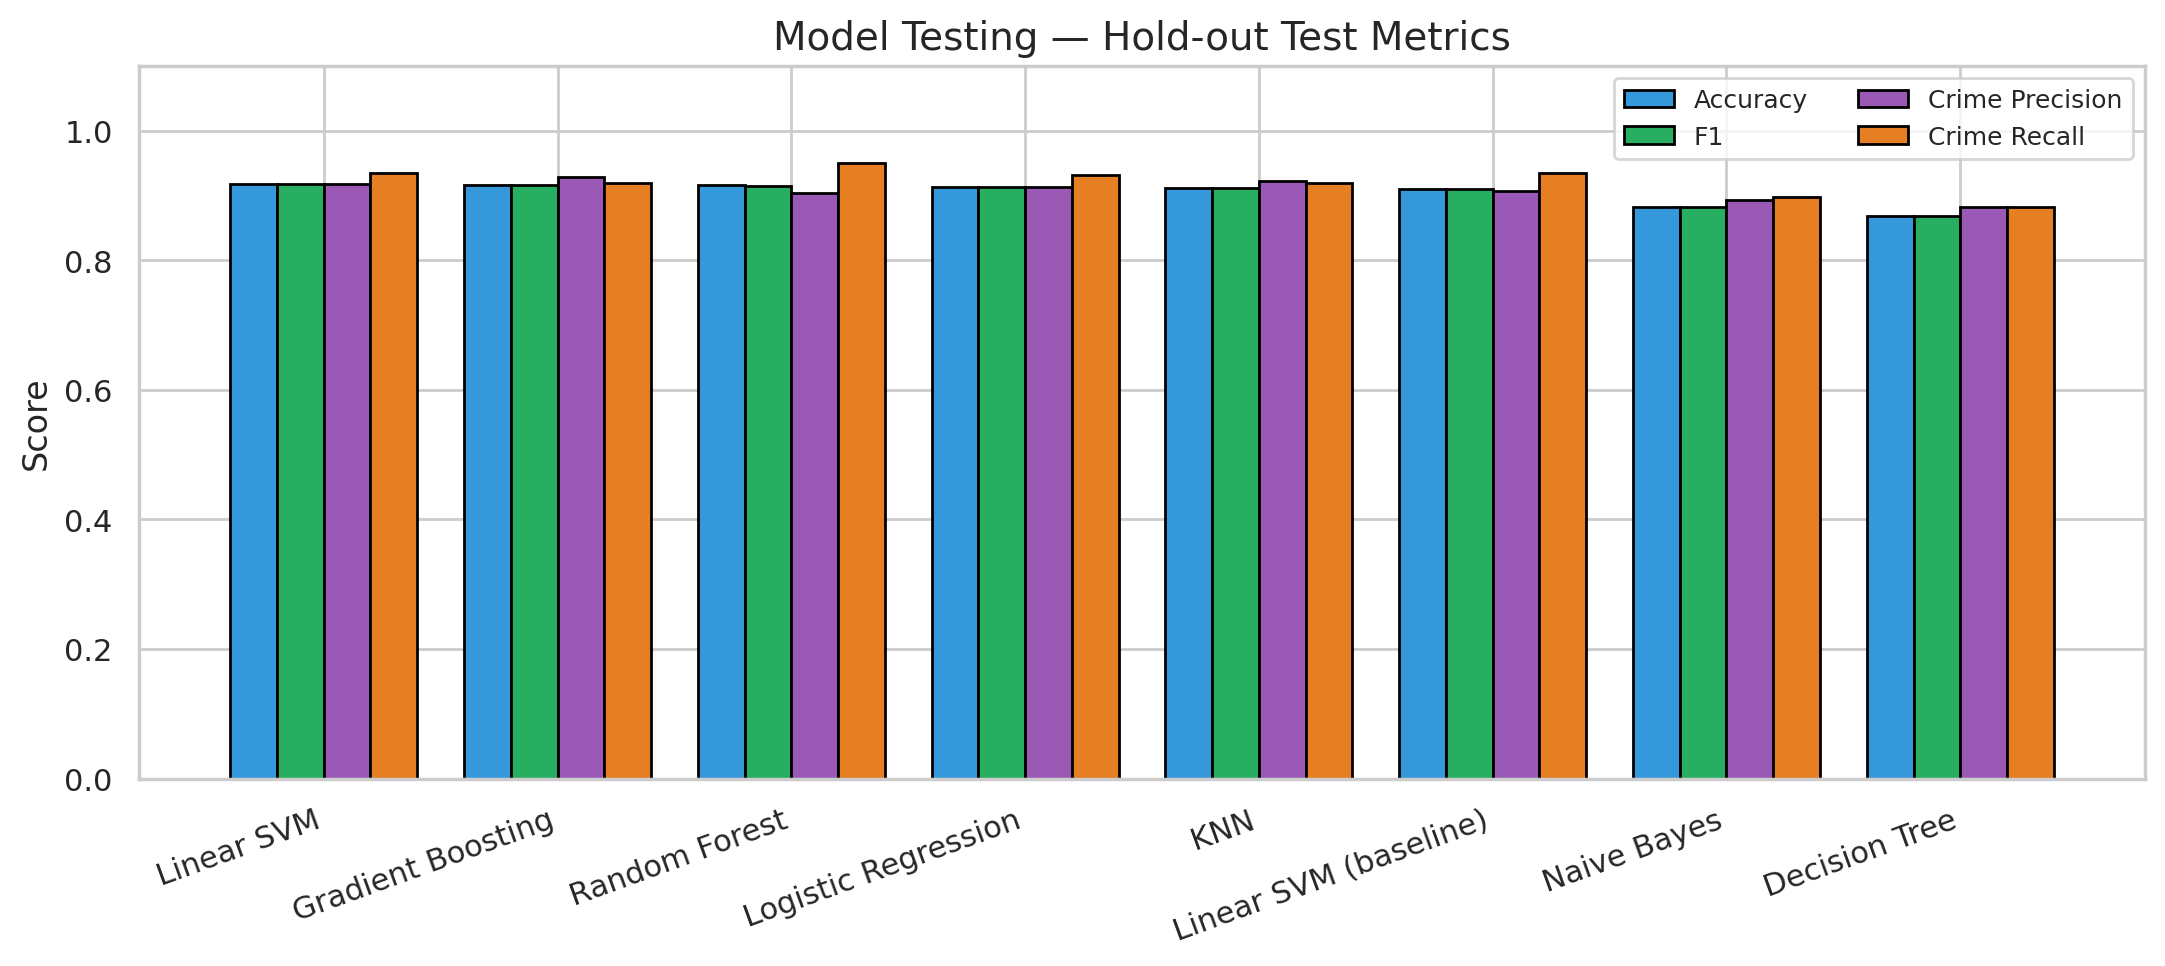 Model Testing — Hold-out Test Metrics
Accuracy
F1
Crime Precision
Crime Recall
Score
1.0
0.8
0.6
0.4
0.2
0.0
Linear SVM
Gradient Boosting
Random Forest
Logistic Regression
KNN
Linear SVM (baseline)
Naive Bayes
Decision Tree